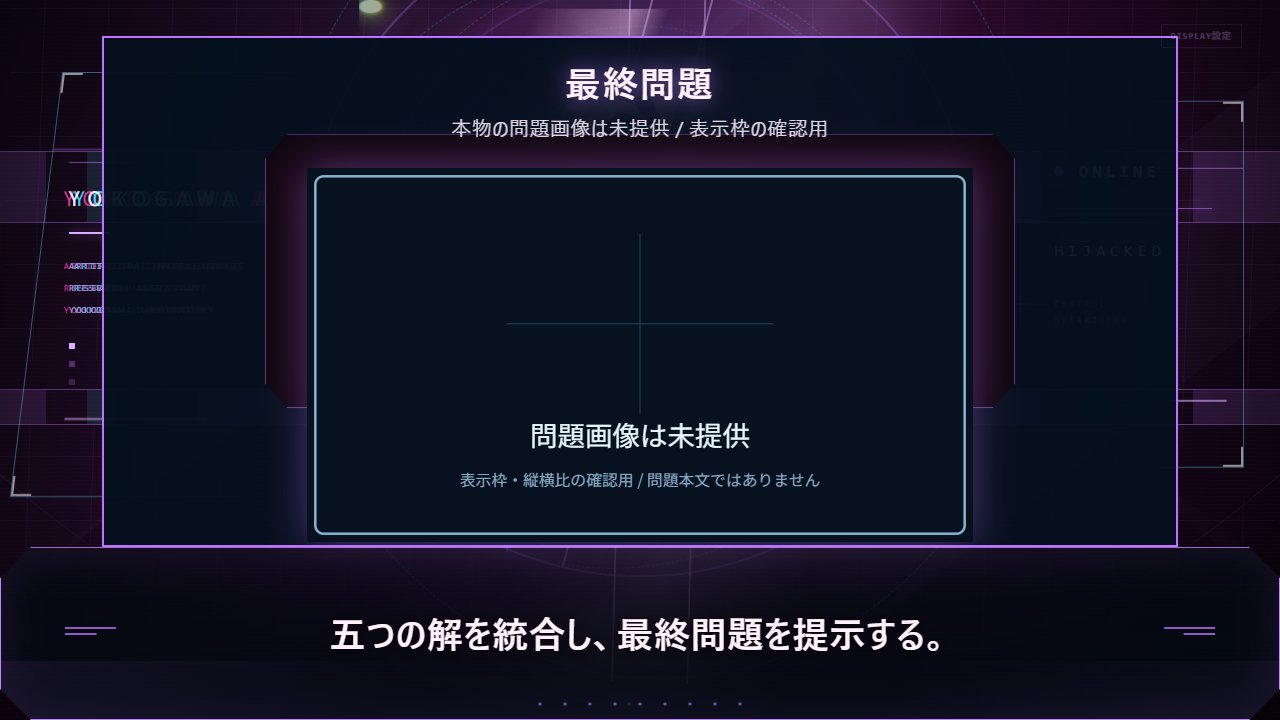 DISPLAY設定
最終問題
本物の問題画像は未提供 / 表示枠の確認用
YOKOGAWA
ONLINE
HIJACKED
問題画像は未提供
表示枠・縦横比の確認用 / 問題本文ではありません
五つの解を統合し、最終問題を提示する。